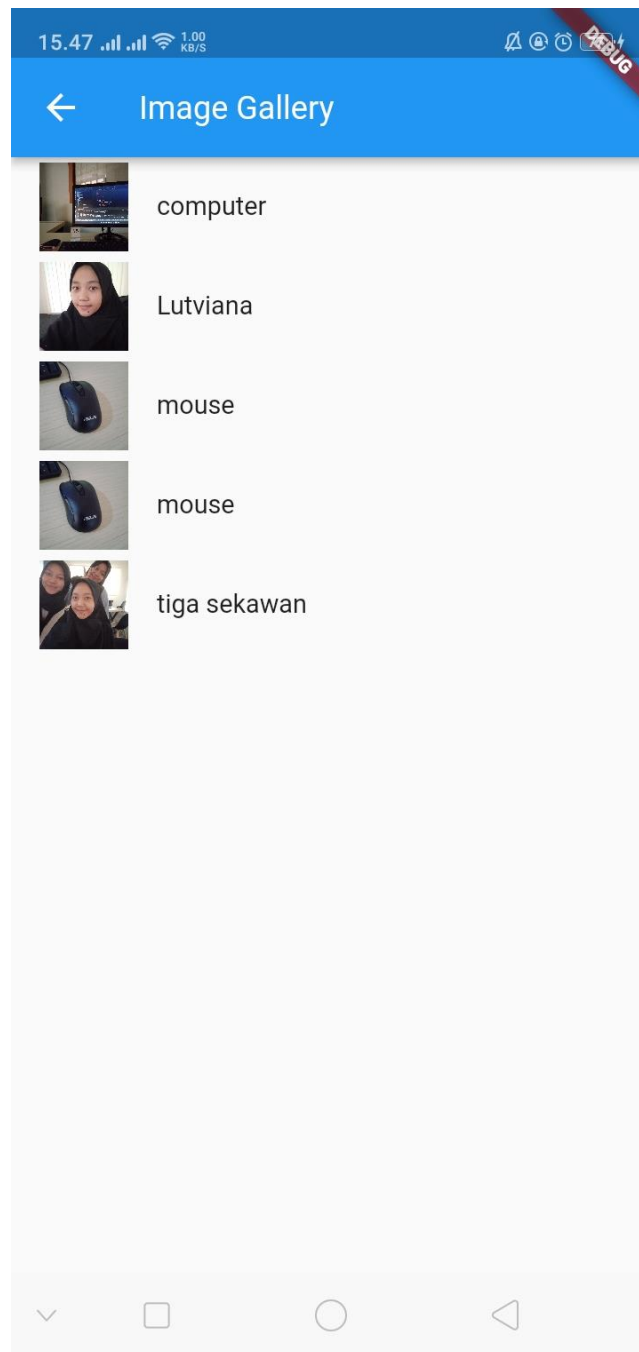 15.47 1.00 KB/S
DEBUG
Image Gallery
computer
Lutviana
mouse
mouse
tiga sekawan